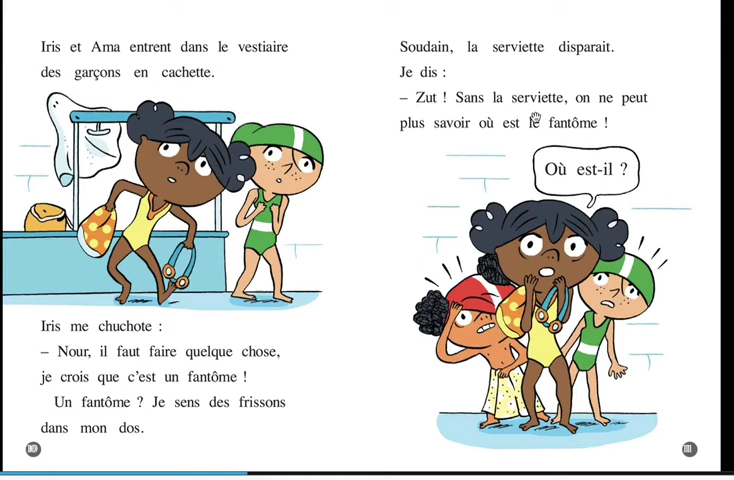 Iris et Ama entrent dans le vestiaire
des garçons en cachette.
Iris me chuchote :
– Nour, il faut faire quelque chose,
je crois que c'est un fantôme !
Un fantôme ? Je sens des frissons
dans mon dos.
10
Soudain, la serviette disparait.
Je dis :
– Zut ! Sans la serviette, on ne peut
plus savoir où est le fantôme !
Où est-il ?
11